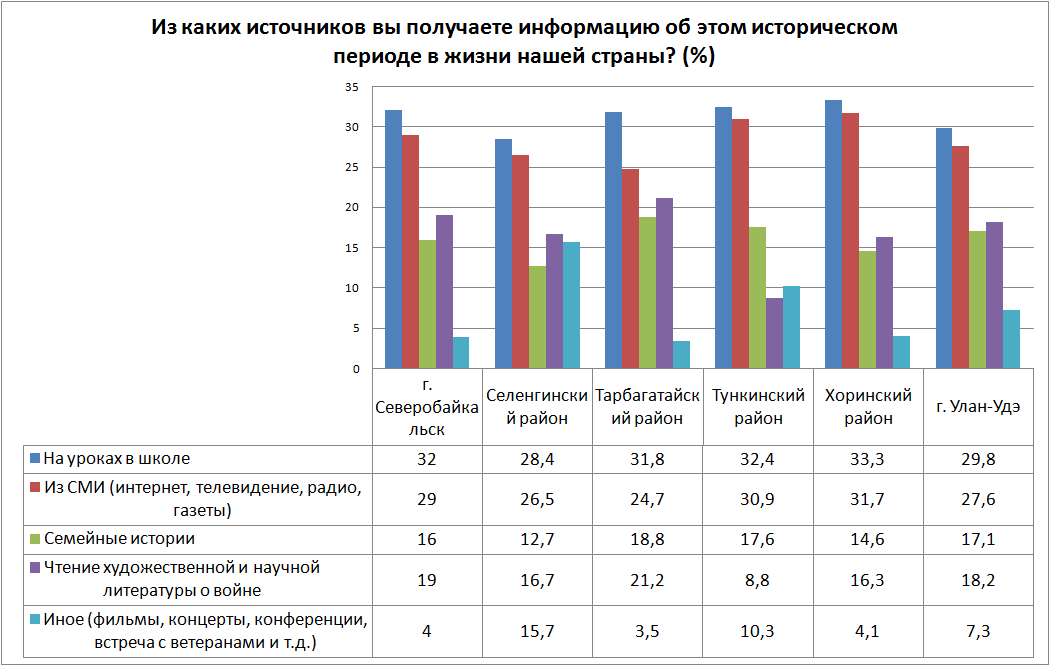 Из каких источников вы получаете информацию об этом историческом
периоде в жизни нашей страны? (%)
35
30
25
20
15
10
5
0
г.
Северобайка
льск
Селенгински
й район
Тарбагатайск
ий район
Тункинский
район
Хоринский
район
г. Улан-Удэ
На уроках в школе 32 28,4 31,8 32,4 33,3 29,8
Из СМИ (интернет, телевидение, радио,
газеты) 29 26,5 24,7 30,9 31,7 27,6
Семейные истории 16 12,7 18,8 17,6 14,6 17,1
Чтение художественной и научной
литературы о войне 19 16,7 21,2 8,8 16,3 18,2
Иное (фильмы, концерты, конференции,
встреча с ветеранами и т.д.) 4 15,7 3,5 10,3 4,1 7,3